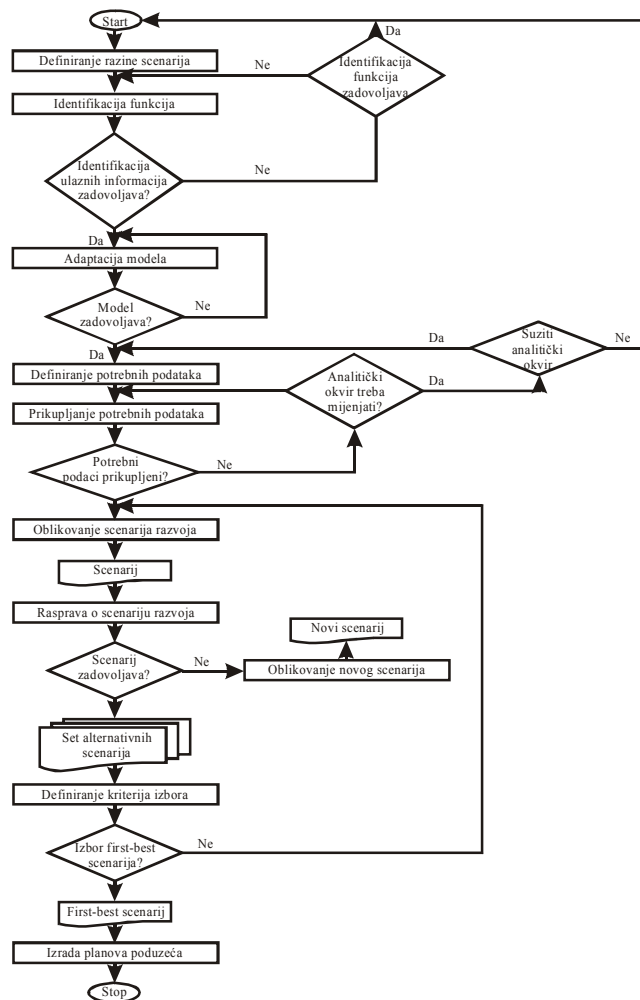 Start
Da
Definiranje razine scenarija
Ne
Identifikacija
funkcija
zadovoljava
Identifikacija funkcija
Identifikacija
ulaznih informacija
zadovoljava?
Ne
Da
Adaptacija modela
Model
zadovoljava?
Ne
Da
Da
Suziti
analitički
okvir
Ne
Definiranje potrebnih podataka
Analitički
okvir treba
mijenjati?
Da
Prikupljanje potrebnih podataka
Potrebni
podaci prikupljeni?
Ne
Oblikovanje scenarija razvoja
Scenarij
Rasprava o scenariju razvoja
Novi scenarij
Scenarij
zadovoljava?
Ne
Oblikovanje novog scenarija
Set alternativnih
scenarija
Definiranje kriterija izbora
Izbor first-best
scenarija?
Ne
First-best scenarij
Izrada planova poduzeća
Stop